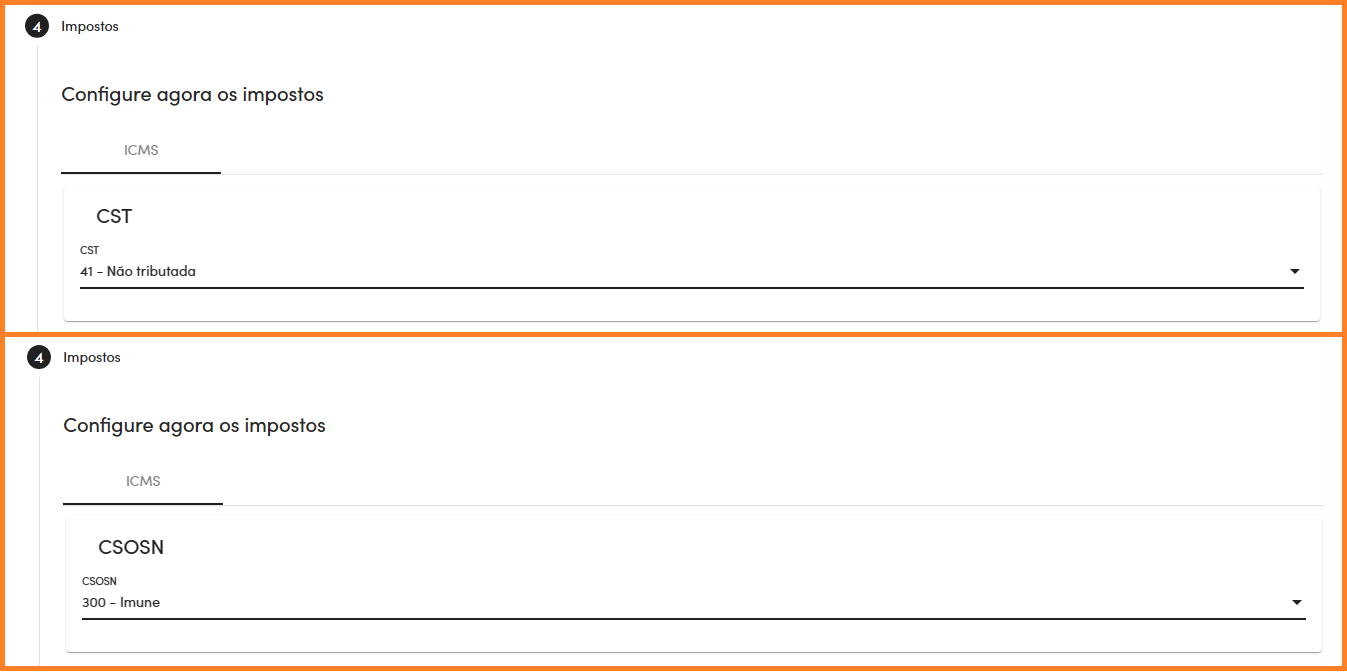 4 Impostos
Configure agora os impostos
ICMS
CST
CST
41 - Não tributada
4 Impostos
Configure agora os impostos
ICMS
CSOSN
CSOSN
300 - Imune